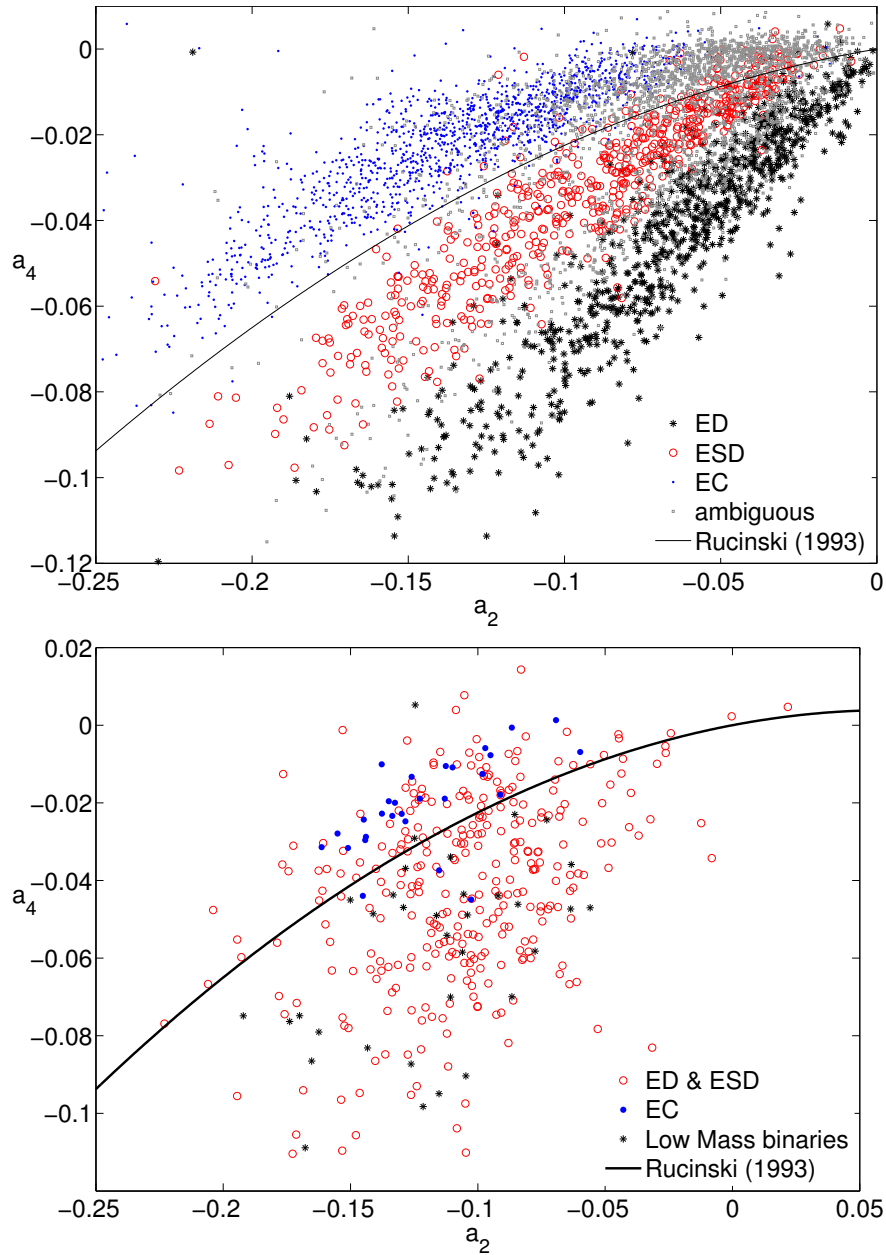 0
−0.02
−0.04
a4
−0.06
−0.08
−0.1
−0.12
ED
ESD
EC
ambiguous
Rucinski (1993)
−0.25 −0.2 −0.15 −0.1 −0.05 0
a2
0.02
0
−0.02
−0.04
a4
−0.06
−0.08
−0.1
ED & ESD
EC
Low Mass binaries
Rucinski (1993)
−0.25 −0.2 −0.15 −0.1 −0.05 0 0.05
a2